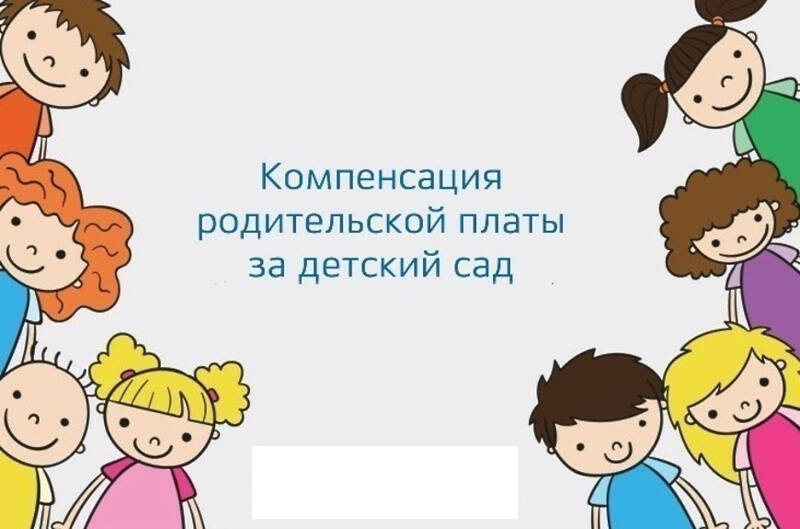 Компенсация
родительской платы
за детский сад